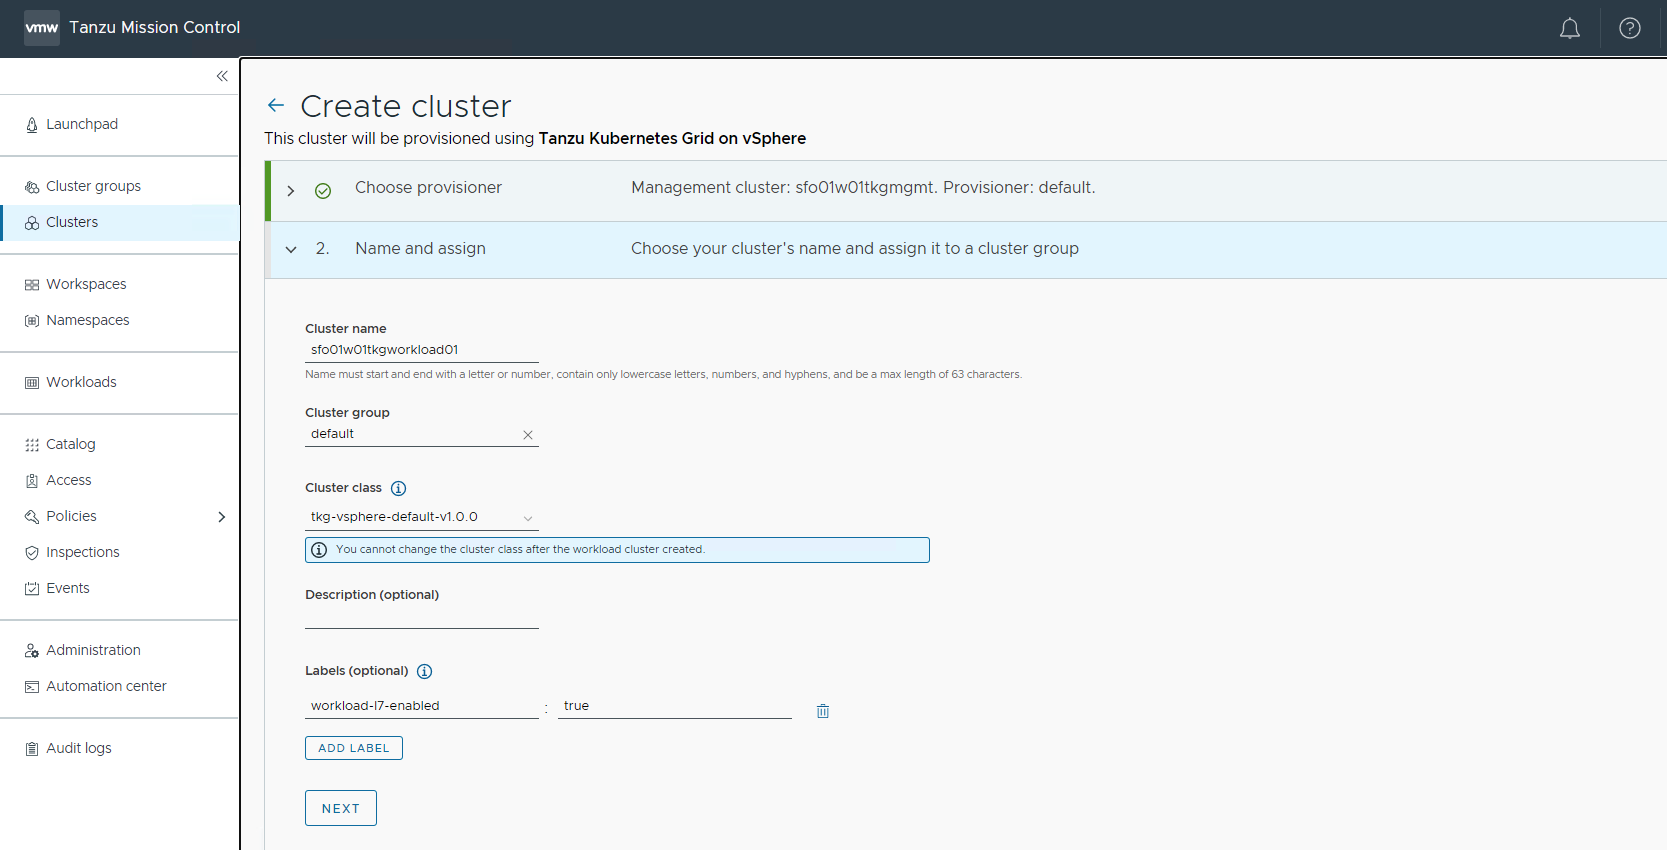 vmw Tanzu Mission Control
Launchpad
Cluster groups
Clusters
Workspaces
Namespaces
Workloads
Catalog
Access
Policies
Inspections
Events
Administration
Automation center
Audit logs
Create cluster
This cluster will be provisioned using Tanzu Kubernetes Grid on vSphere
Choose provisioner Management cluster: sfo01w01tkgmgmt. Provisioner: default.
2. Name and assign Choose your cluster's name and assign it to a cluster group
Cluster name
sfo01w01tkgworkload01
Name must start and end with a letter or number, contain only lowercase letters, numbers, and hyphens, and be a max length of 63 characters.
Cluster group
default
Cluster class
tkg-vsphere-default-v1.0.0
You cannot change the cluster class after the workload cluster created.
Description (optional)
Labels (optional)
workload-l7-enabled : true
ADD LABEL
NEXT